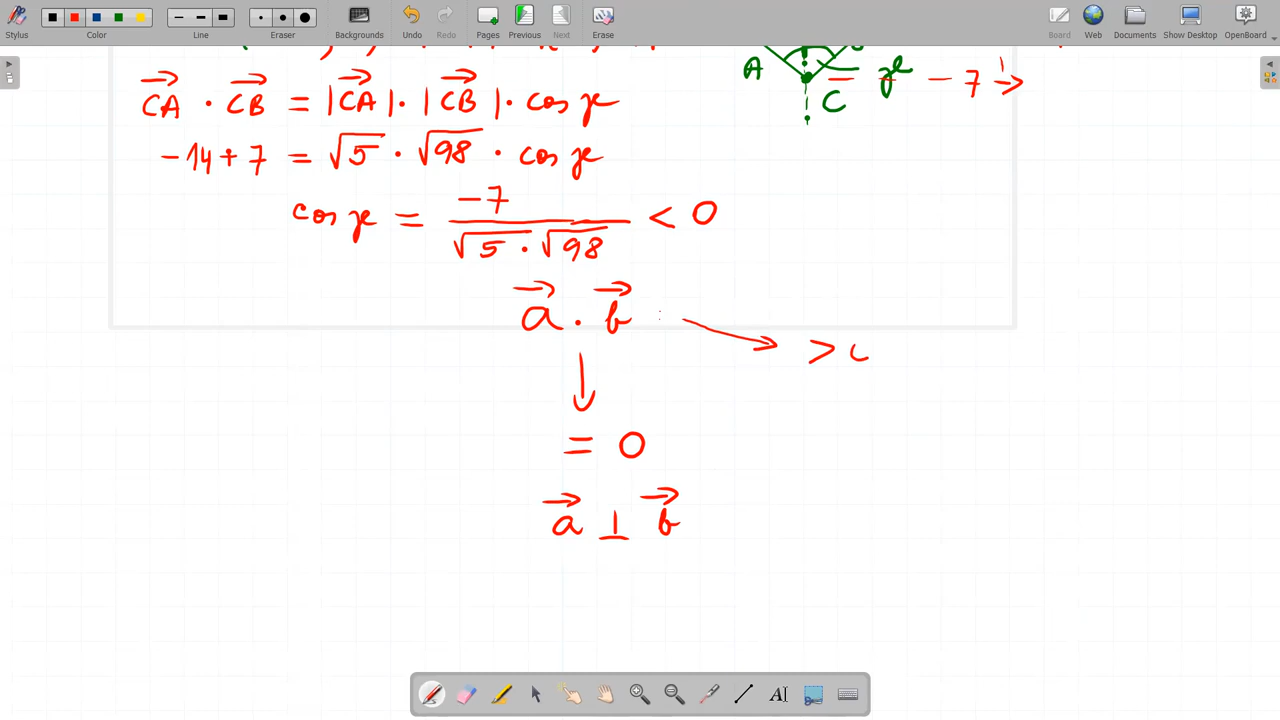 Stylus
Color
Line
Eraser
Backgrounds
Undo
Redo
Pages
Previous
Next
Erase
Board
Web
Documents
Show Desktop
OpenBoard
A
C
γ
- 7
CA · CB = |CA| · |CB| · cos γ
-14 + 7 = √5 · √98 · cos γ
cos γ = -7 / √5 · √98 < 0
a · b
>
= 0
a ⊥ b
AI